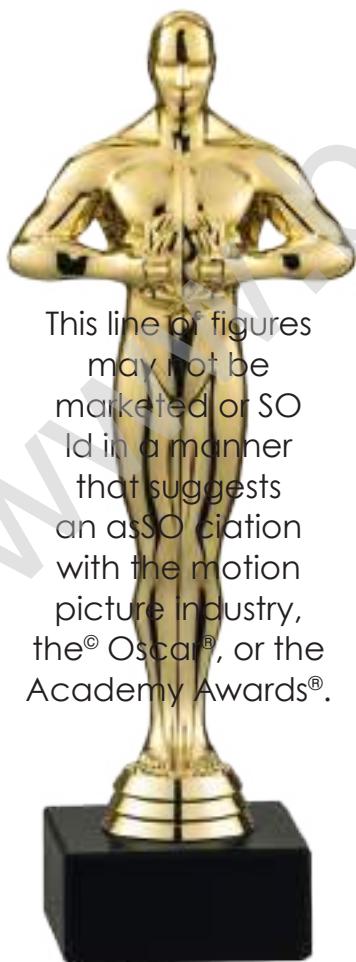 This line of figures
may not be
marketed or SO
ld in a manner
that suggests
an asSO ciation
with the motion
picture industry,
the© Oscar®, or the
Academy Awards®.